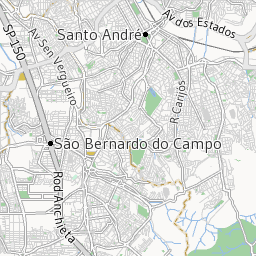 Santo André
Av dos Estados
SP-150
Av Sen Vergueiro
R Carijós
São Bernardo do Campo
Rod Anchieta